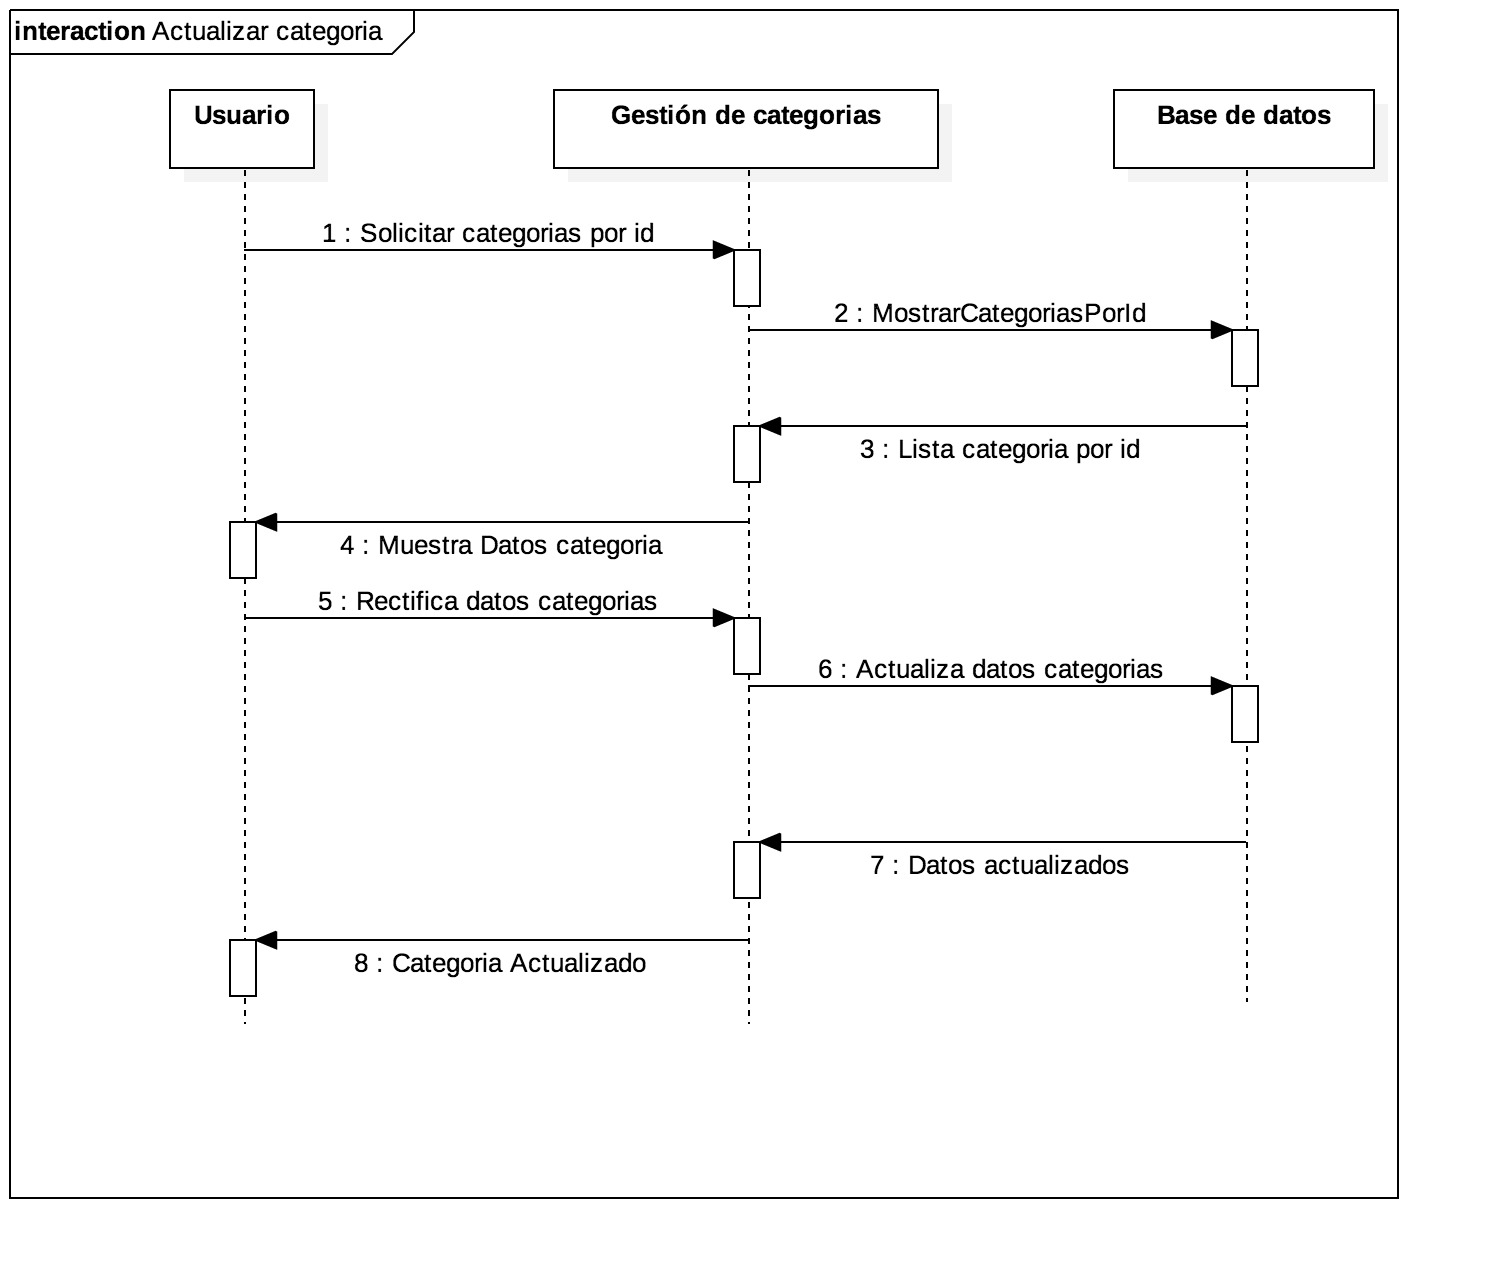 interaction Actualizar categoria
Usuario
Gestión de categorias
Base de datos
1 : Solicitar categorias por id
2 : MostrarCategoriasPorId
3 : Lista categoria por id
4 : Muestra Datos categoria
5 : Rectifica datos categorias
6 : Actualiza datos categorias
7 : Datos actualizados
8 : Categoria Actualizado